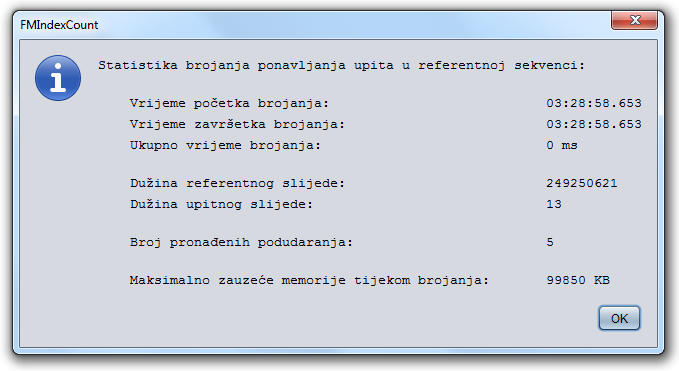 FMIndexCount
Statistika brojanja ponavljanja upita u referentnoj sekvenci:
Vrijeme početka brojanja: 03:28:58.653
Vrijeme završetka brojanja: 03:28:58.653
Ukupno vrijeme brojanja: 0 ms
Dužina referentnog slijede: 249250621
Dužina upitnog slijede: 13
Broj pronađenih podudaranja: 5
Maksimalno zauzeće memorije tijekom brojanja: 99850 KB
OK